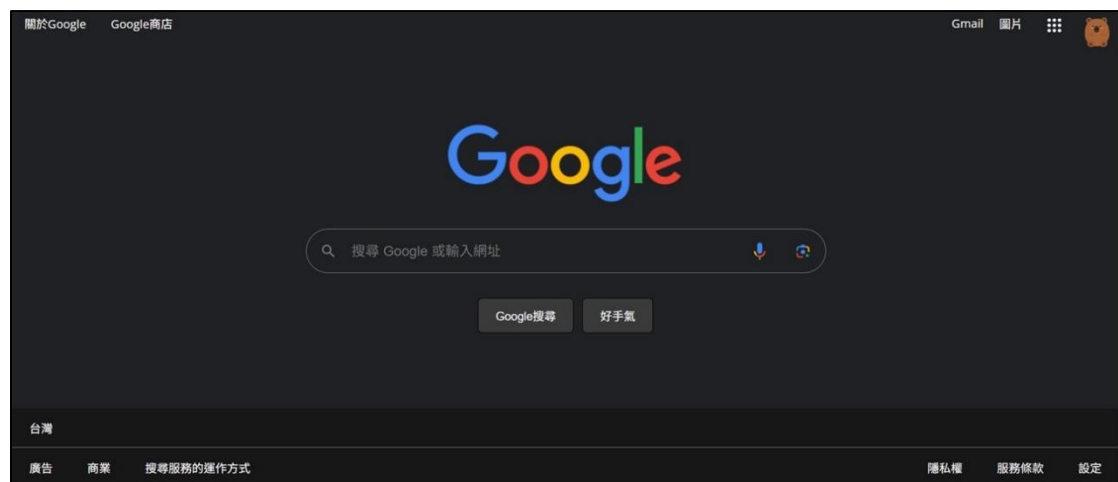 關於Google Google商店 Gmail 圖片
Google
搜尋 Google 或輸入網址
Google搜尋 好手氣
台灣
廣告 商業 搜尋服務的運作方式 隱私權 服務條款 設定